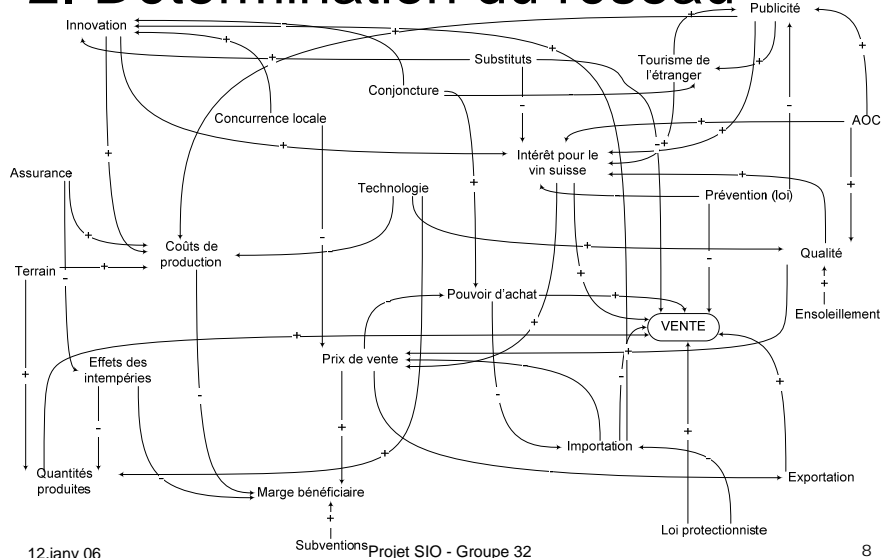 2. Détermination du réseau
Publicité
Innovation
Substituts
Tourisme de
l'étranger
Conjoncture
Concurrence locale
AOC
Intérêt pour le
vin suisse
Assurance
Technologie
Prévention (loi)
Coûts de
production
Qualité
Terrain
Pouvoir d'achat
Ensoleillement
VENTE
Prix de vente
Effets des
intempéries
Importation
Quantités
produites
Exportation
Marge bénéficiaire
Loi protectionniste
Subventions
12.janv 06
Projet SIO - Groupe 32
8